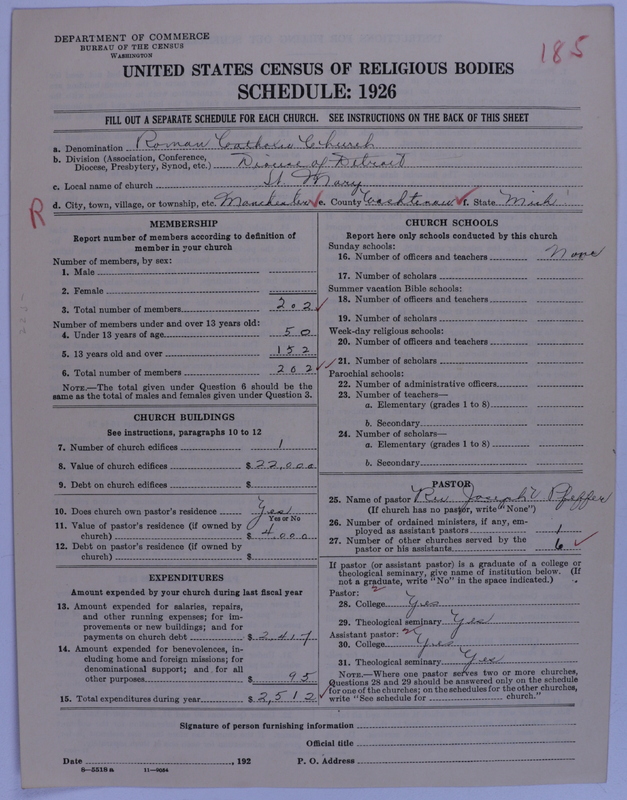 DEPARTMENT OF COMMERCE
BUREAU OF THE CENSUS
WASHINGTON
185
UNITED STATES CENSUS OF RELIGIOUS BODIES
SCHEDULE: 1926
FILL OUT A SEPARATE SCHEDULE FOR EACH CHURCH. SEE INSTRUCTIONS ON THE BACK OF THIS SHEET
a. Denomination Roman Catholic Church
b. Division (Association, Conference, Diocese, Presbytery, Synod, etc.) Diocese of Detroit
c. Local name of church St. Mary
d. City, town, village, or township, etc. Manchester e. County Washtenaw f. State Mich
R
MEMBERSHIP
Report number of members according to definition of
member in your church
Number of members, by sex:
1. Male
2. Female
3. Total number of members 202
Number of members under and over 13 years old:
4. Under 13 years of age 50
5. 13 years old and over 152
6. Total number of members 202
NOTE.—The total given under Question 6 should be the
same as the total of males and females given under Question 3.
CHURCH BUILDINGS
See instructions, paragraphs 10 to 12
7. Number of church edifices 1
8. Value of church edifices $ 22,000
9. Debt on church edifices $
10. Does church own pastor's residence Yes
Yes or No
11. Value of pastor's residence (if owned by
church) $ 4,000
12. Debt on pastor's residence (if owned by
church) $
EXPENDITURES
Amount expended by your church during last fiscal year
13. Amount expended for salaries, repairs,
and other running expenses; for im-
provements or new buildings; and for
payments on church debt $ 2,417
14. Amount expended for benevolences, in-
cluding home and foreign missions; for
denominational support; and for all
other purposes $ 95
15. Total expenditures during year $ 2,512
CHURCH SCHOOLS
Report here only schools conducted by this church
Sunday schools:
16. Number of officers and teachers None
17. Number of scholars
Summer vacation Bible schools:
18. Number of officers and teachers
19. Number of scholars
Week-day religious schools:
20. Number of officers and teachers
21. Number of scholars
Parochial schools:
22. Number of administrative officers
23. Number of teachers—
a. Elementary (grades 1 to 8)
b. Secondary
24. Number of scholars—
a. Elementary (grades 1 to 8)
b. Secondary
PASTOR
25. Name of pastor Rev Joseph Pfeffer
(If church has no pastor, write "None")
26. Number of ordained ministers, if any, em-
ployed as assistant pastors 1
27. Number of other churches served by the
pastor or his assistants 6
If pastor (or assistant pastor) is a graduate of a college or
theological seminary, give name of institution below. (If
not a graduate, write "No" in the space indicated.)
Pastor: 2
28. College Yes
29. Theological seminary Yes
Assistant pastor: 2
30. College Yes
31. Theological seminary Yes
NOTE.—Where one pastor serves two or more churches,
Questions 28 and 29 should be answered only on the schedule
for one of the churches; on the schedules for the other churches,
write "See schedule for church."
Signature of person furnishing information
Official title
Date , 192 P. O. Address
8—5518 a 11—9034